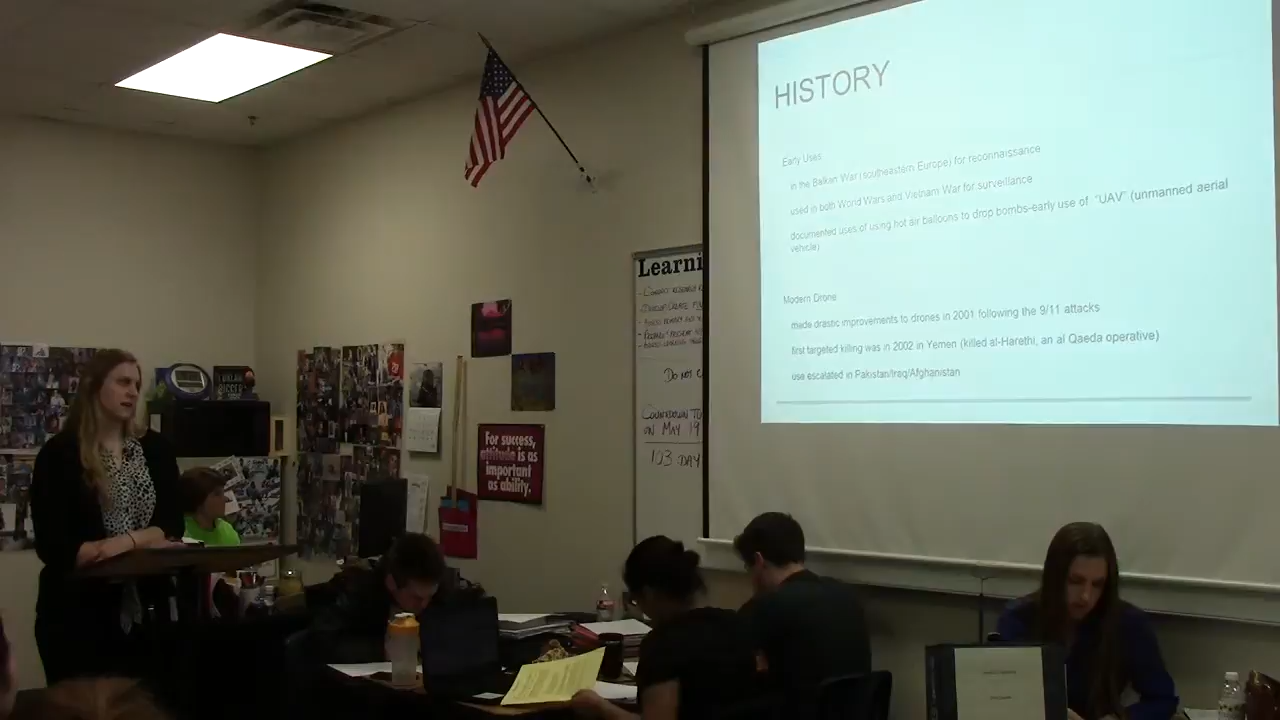 HISTORY
Early Uses
in the Balken War (southeastern Europe) for reconnaissance
used in both World Wars and Vietnam War for surveillance
documented uses of using hot air balloons to drop bombs-early use of "UAV" (unmanned aerial
vehicle)
Modern Drone
made drastic improvements to drones in 2001 following the 9/11 attacks
first targeted killing was in 2002 in Yemen (killed al-Harethi, an al Qaeda operative)
use escalated in Pakistan/Iraq/Afghanistan
Learni
Do not
Countdown
on May 19
103 day
For success,
attitude is as
important
as ability.